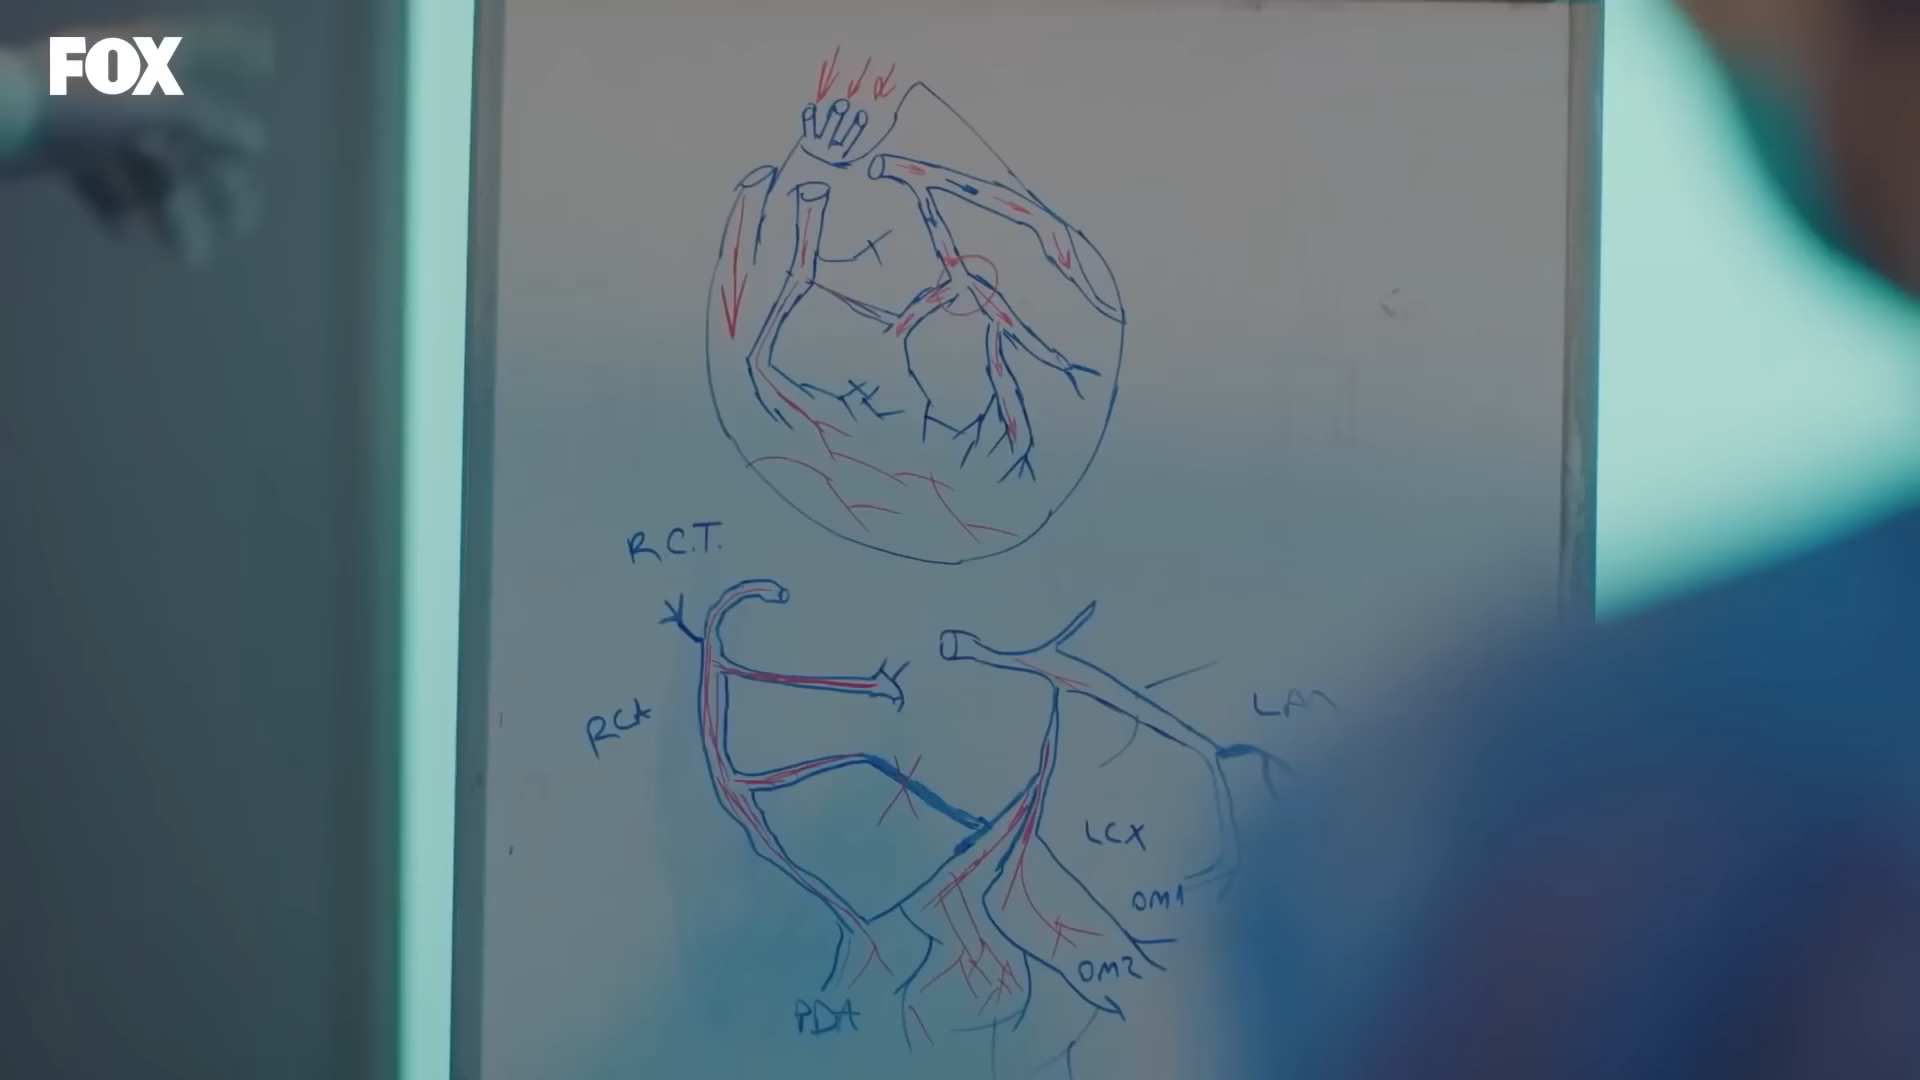 FOX
R.C.T.
RCA
LCX
OM1
OM2
PDA